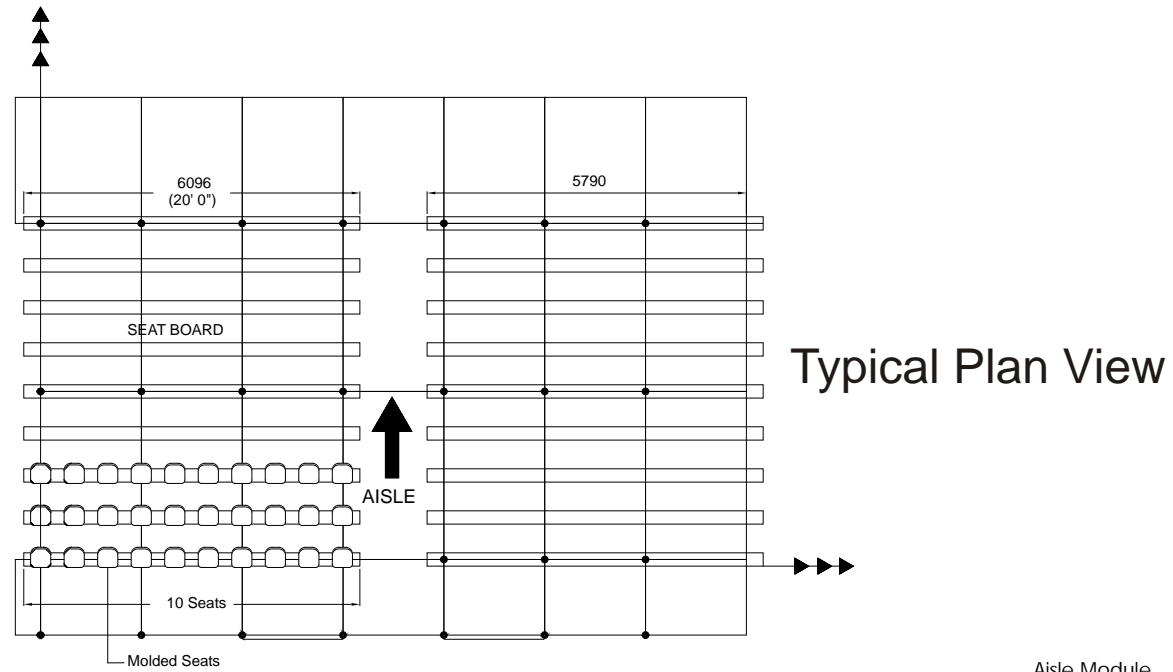 6096
(20' 0")
5790
SEAT BOARD
Typical Plan View
AISLE
10 Seats
Molded Seats
Aisle Module